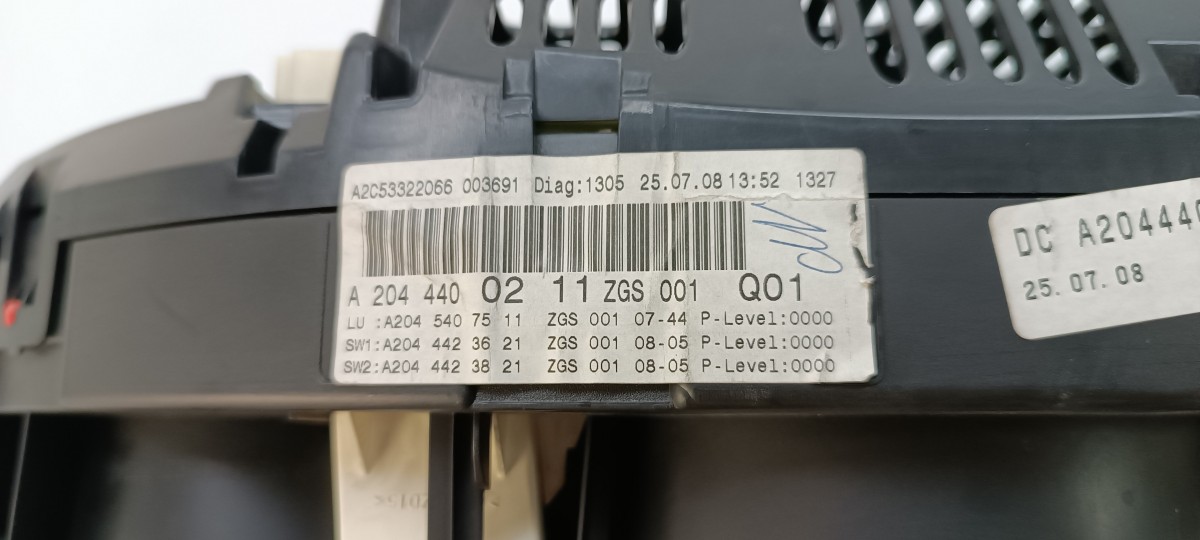 A2C53322066 003691 Diag:1305 25.07.08 13:52 1327
A 204 440 02 11 ZGS 001 Q01
LU :A204 540 75 11 ZGS 001 07-44 P-Level:0000
SW1:A204 442 36 21 ZGS 001 08-05 P-Level:0000
SW2:A204 442 38 21 ZGS 001 08-05 P-Level:0000
DC A204440
25.07.08